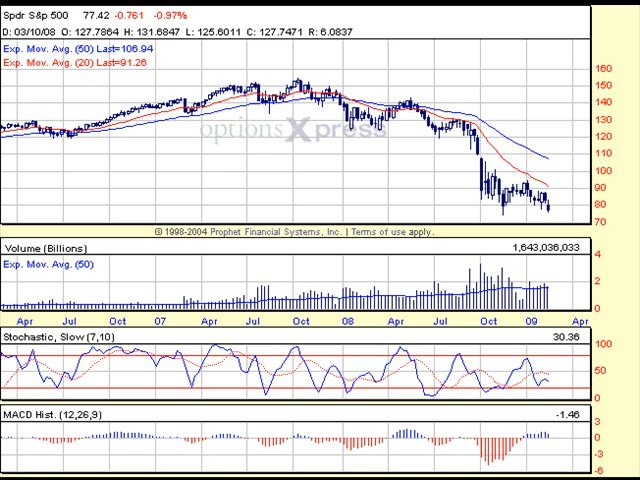 Spdr S&p 500 77.42 -0.761 -0.97%
D: 03/10/08 O: 127.7864 H: 131.6847 L: 125.6011 C: 127.7471 R: 6.0837
Exp. Mov. Avg. (50) Last=106.94
Exp. Mov. Avg. (20) Last=91.26
160
150
140
130
120
110
100
90
80
70
optionsXpress
© 1998-2004 Prophet Financial Systems, Inc. | Terms of use apply.
Volume (Billions) 1,643,036,033
Exp. Mov. Avg. (50)
4
2
0
Apr Jul Oct 07 Apr Jul Oct 08 Apr Jul Oct 09 Apr
Stochastic, Slow (7,10) 30.36
100
50
0
MACD Hist. (12,26,9) -1.46
3
0
-3
-6